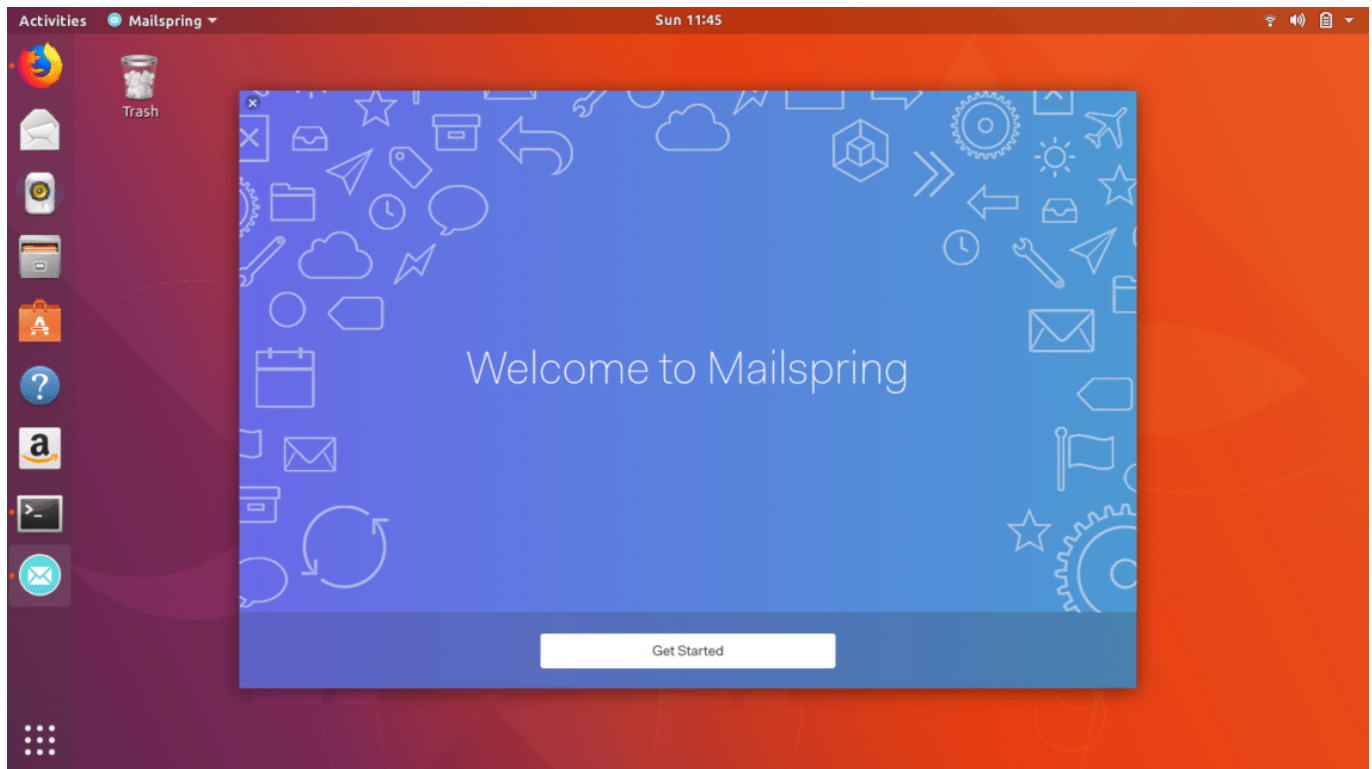 Activities Mailspring Sun 11:45
Trash
Welcome to Mailspring
Get Started